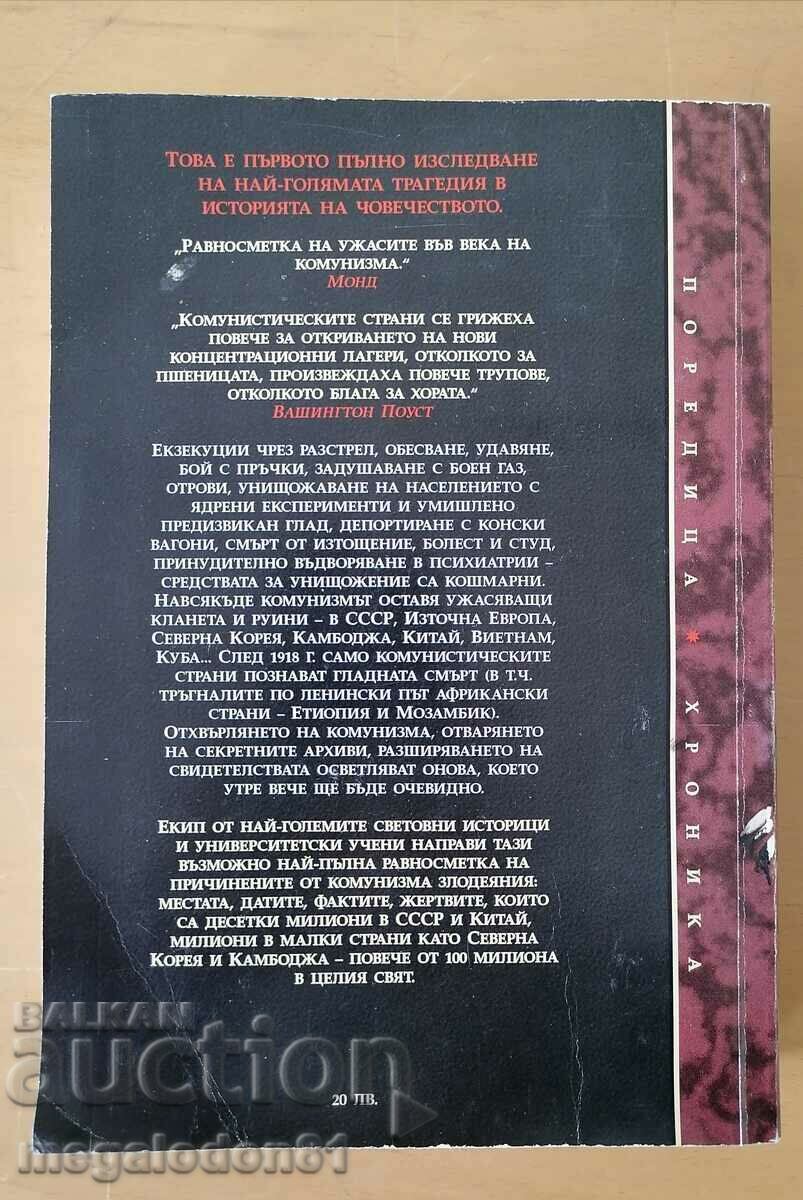 ТОВА Е ПЪРВОТО ПЪЛНО ИЗСЛЕДВАНЕ
НА НАЙ-ГОЛЯМАТА ТРАГЕДИЯ В
ИСТОРИЯТА НА ЧОВЕЧЕСТВОТО.
„РАВНОСМЕТКА НА УЖАСИТЕ ВЪВ ВЕКА НА
КОМУНИЗМА.“
МОНД
„КОМУНИСТИЧЕСКИТЕ СТРАНИ СЕ ГРИЖЕХА
ПОВЕЧЕ ЗА ОТКРИВАНЕТО НА НОВИ
КОНЦЕНТРАЦИОННИ ЛАГЕРИ, ОТКОЛКОТО ЗА
ПШЕНИЦАТА, ПРОИЗВЕЖДАХА ПОВЕЧЕ ТРУПОВЕ,
ОТКОЛКОТО БЛАГА ЗА ХОРАТА.“
ВАШИНГТОН ПОУСТ
ЕКЗЕКУЦИИ ЧРЕЗ РАЗСТРЕЛ, ОБЕСВАНЕ, УДАВЯНЕ,
БОЙ С ПРЪЧКИ, ЗАДУШАВАНЕ С БОЕН ГАЗ,
ОТРОВИ, УНИЩОЖАВАНЕ НА НАСЕЛЕНИЕТО С
ЯДРЕНИ ЕКСПЕРИМЕНТИ И УМИШЛЕНО
ПРЕДИЗВИКАН ГЛАД, ДЕПОРТИРАНЕ С КОНСКИ
ВАГОНИ, СМЪРТ ОТ ИЗТОЩЕНИЕ, БОЛЕСТ И СТУД,
ПРИНУДИТЕЛНО ВЪДВОРЯВАНЕ В ПСИХИАТРИИ –
СРЕДСТВАТА ЗА УНИЩОЖЕНИЕ СА КОШМАРНИ.
НАВСЯКЪДЕ КОМУНИЗМЪТ ОСТАВЯ УЖАСЯВАЩИ
КЛАНЕТА И РУИНИ – В СССР, ИЗТОЧНА ЕВРОПА,
СЕВЕРНА КОРЕЯ, КАМБОДЖА, КИТАЙ, ВИЕТНАМ,
КУБА... СЛЕД 1918 Г. САМО КОМУНИСТИЧЕСКИТЕ
СТРАНИ ПОЗНАВАТ ГЛАДНАТА СМЪРТ (В Т.Ч.
ТРЪГНАЛИТЕ ПО ЛЕНИНСКИ ПЪТ АФРИКАНСКИ
СТРАНИ – ЕТИОПИЯ И МОЗАМБИК).
ОТХВЪРЛЯНЕТО НА КОМУНИЗМА, ОТВАРЯНЕТО
НА СЕКРЕТНИТЕ АРХИВИ, РАЗШИРЯВАНЕТО НА
СВИДЕТЕЛСТВАТА ОСВЕТЛЯВАТ ОНОВА, КОЕТО
УТРЕ ВЕЧЕ ЩЕ БЪДЕ ОЧЕВИДНО.
ЕКИП ОТ НАЙ-ГОЛЕМИТЕ СВЕТОВНИ ИСТОРИЦИ
И УНИВЕРСИТЕТСКИ УЧЕНИ НАПРАВИ ТАЗИ
ВЪЗМОЖНО НАЙ-ПЪЛНА РАВНОСМЕТКА НА
ПРИЧИНЕНИТЕ ОТ КОМУНИЗМА ЗЛОДЕЯНИЯ:
МЕСТАТА, ДАТИТЕ, ФАКТИТЕ, ЖЕРТВИТЕ, КОИТО
СА ДЕСЕТКИ МИЛИОНИ В СССР И КИТАЙ,
МИЛИОНИ В МАЛКИ СТРАНИ КАТО СЕВЕРНА
КОРЕЯ И КАМБОДЖА – ПОВЕЧЕ ОТ 100 МИЛИОНА
В ЦЕЛИЯ СВЯТ.
20 ЛВ.
ПОРЕДИЦА * ХРОНИКА
BALKAN
auction
megalodon81